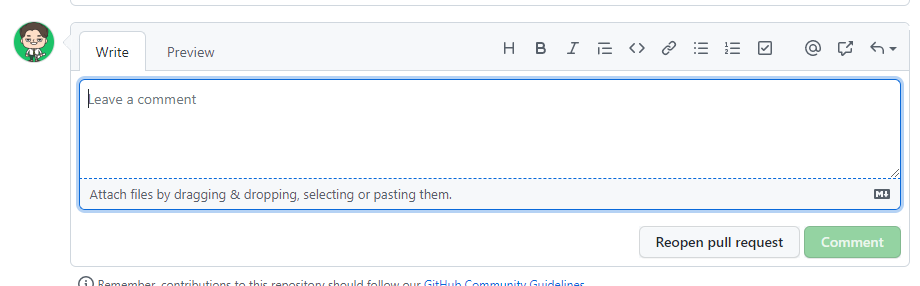 Write Preview H B I
Leave a comment
Attach files by dragging & dropping, selecting or pasting them.
Reopen pull request Comment
Remember, contributions to this repository should follow our GitHub Community Guidelines.